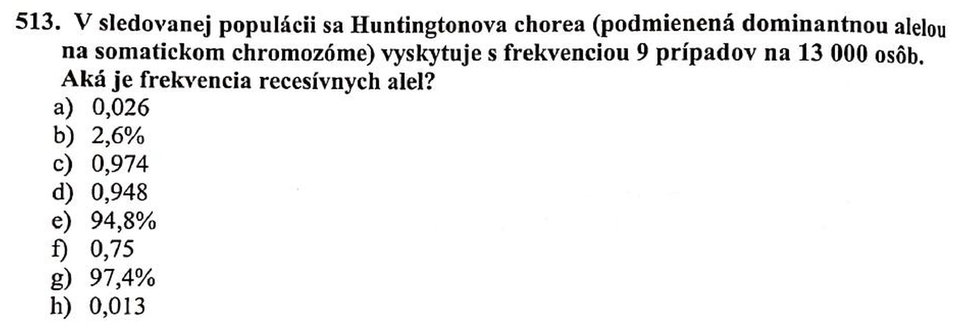 513. V sledovanej populácii sa Huntingtonova chorea (podmienená dominantnou alelou
na somatickom chromozóme) vyskytuje s frekvenciou 9 prípadov na 13 000 osôb.
Aká je frekvencia recesívnych alel?
a) 0,026
b) 2,6%
c) 0,974
d) 0,948
e) 94,8%
f) 0,75
g) 97,4%
h) 0,013